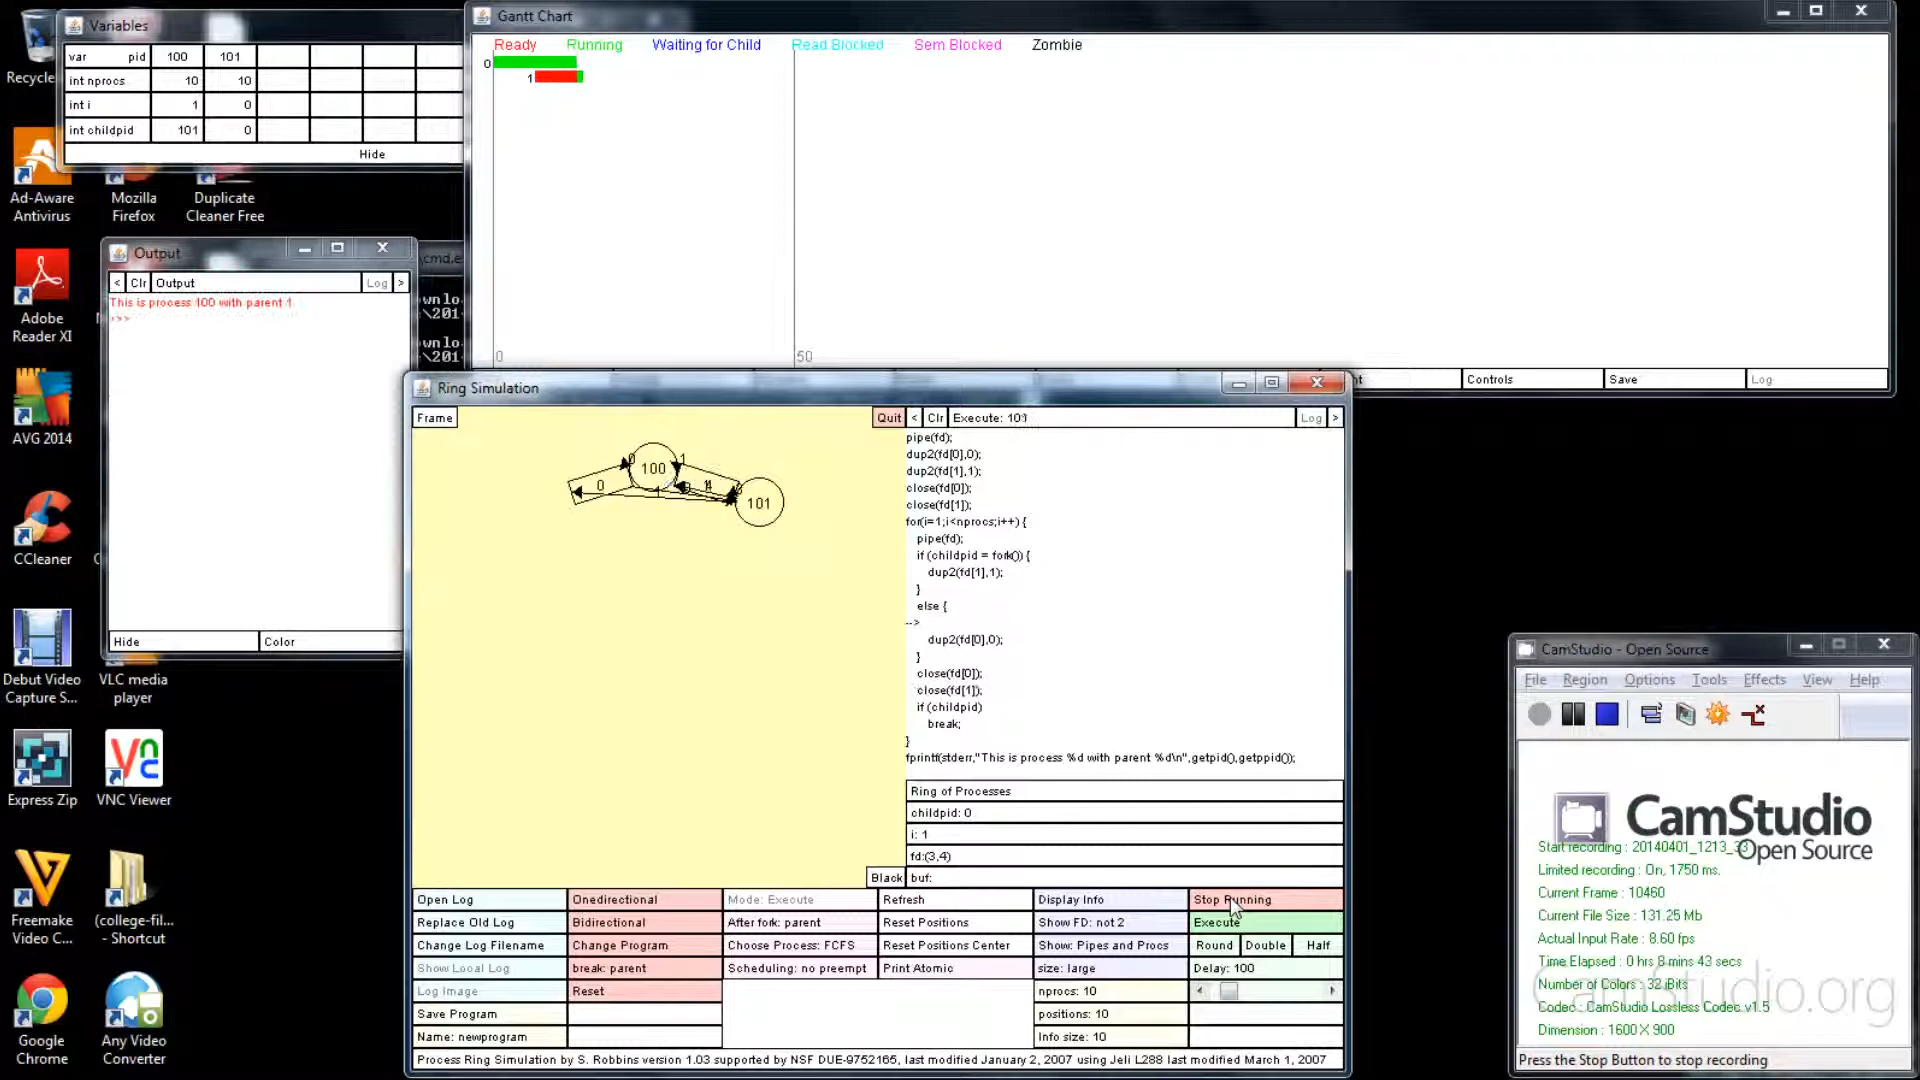 Variables
var pid 100 101
int nprocs 10 10
int i 1 0
int childpid 101 0
Hide
Gantt Chart
Ready Running Waiting for Child Read Blocked Sem Blocked Zombie
0
1
0 50
Controls Save Log
Recycle
Ad-Aware Antivirus
Mozilla Firefox
Duplicate Cleaner Free
Adobe Reader XI
AVG 2014
CCleaner
Debut Video Capture S...
VLC media player
Express Zip
VNC Viewer
Freemake Video C...
(college-fil... - Shortcut
Google Chrome
Any Video Converter
Output
< Clr Output Log >
This is process 100 with parent 1
Hide Color
Ring Simulation
Frame
Quit < Clr Execute: 101 Log >
100
101
0
pipe(fd);
dup2(fd[0],0);
dup2(fd[1],1);
close(fd[0]);
close(fd[1]);
for(i=1;i<nprocs;i++) {
pipe(fd);
if (childpid = fork()) {
dup2(fd[1],1);
}
else {
-->
dup2(fd[0],0);
}
close(fd[0]);
close(fd[1]);
if (childpid)
break;
}
fprintf(stderr,"This is process %d with parent %d\n",getpid(),getppid());
Ring of Processes
childpid: 0
i: 1
fd:(3,4)
Black buf:
Open Log Onedirectional Mode: Execute Refresh Display Info Stop Running
Replace Old Log Bidirectional After fork: parent Reset Positions Show FD: not 2 Execute
Change Log Filename Change Program Choose Process: FCFS Reset Positions Center Show: Pipes and Procs Round Double Half
Show Local Log break: parent Scheduling: no preempt Print Atomic size: large Delay: 100
Log Image Reset nprocs: 10
Save Program positions: 10
Name: newprogram Info size: 10
Process Ring Simulation by S. Robbins version 1.03 supported by NSF DUE-9752165, last modified January 2, 2007 using Jeli L288 last modified March 1, 2007
CamStudio - Open Source
File Region Options Tools Effects View Help
CamStudio
Open Source
Start recording : 20140401_1213_33
Limited recording : On, 1750 ms.
Current Frame : 10460
Current File Size : 131.25 Mb
Actual Input Rate : 8.60 fps
Time Elapsed : 0 hrs 8 mins 43 secs
Number of Colors : 32 Bits
Codec : CamStudio Lossless Codec v1.5
Dimension : 1600 X 900
CamStudio.org
Press the Stop Button to stop recording